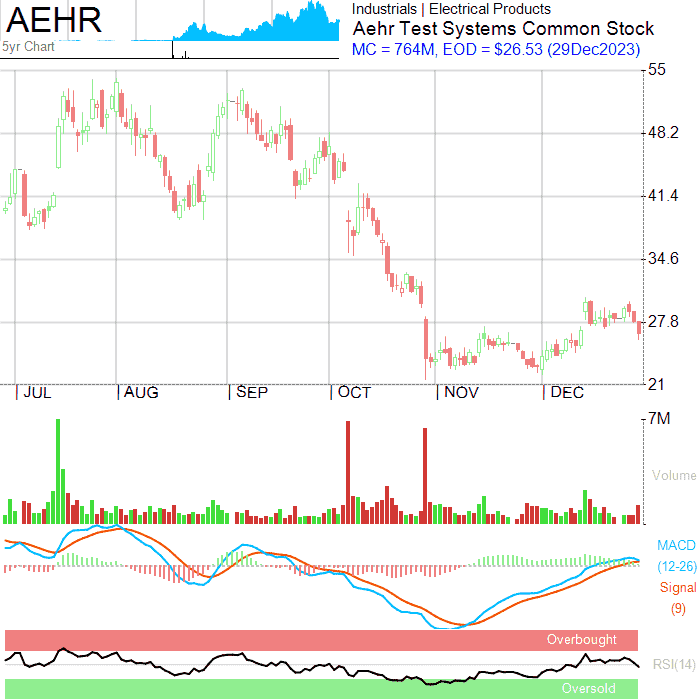 AEHR
5yr Chart
Industrials | Electrical Products
Aehr Test Systems Common Stock
MC = 764M, EOD = $26.53 (29Dec2023)
55
48.2
41.4
34.6
27.8
21
JUL AUG SEP OCT NOV DEC
7M
Volume
MACD
(12-26)
Signal
(9)
Overbought
RSI(14)
Oversold